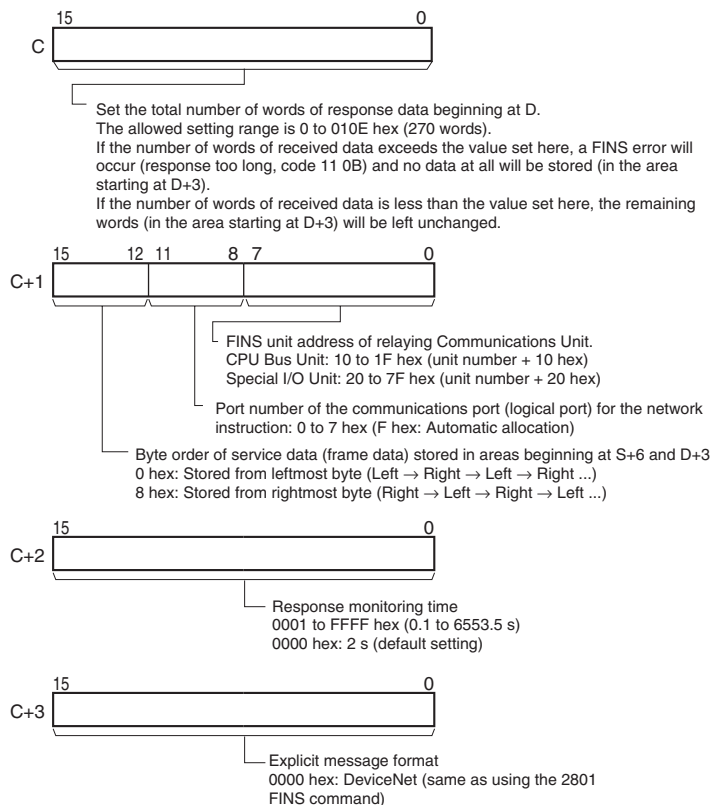 15 0
C
Set the total number of words of response data beginning at D.
The allowed setting range is 0 to 010E hex (270 words).
If the number of words of received data exceeds the value set here, a FINS error will
occur (response too long, code 11 0B) and no data at all will be stored (in the area
starting at D+3).
If the number of words of received data is less than the value set here, the remaining
words (in the area starting at D+3) will be left unchanged.
15 12 11 8 7 0
C+1
FINS unit address of relaying Communications Unit.
CPU Bus Unit: 10 to 1F hex (unit number + 10 hex)
Special I/O Unit: 20 to 7F hex (unit number + 20 hex)
Port number of the communications port (logical port) for the network
instruction: 0 to 7 hex (F hex: Automatic allocation)
Byte order of service data (frame data) stored in areas beginning at S+6 and D+3
0 hex: Stored from leftmost byte (Left → Right → Left → Right ...)
8 hex: Stored from rightmost byte (Right → Left → Right → Left ...)
15 0
C+2
Response monitoring time
0001 to FFFF hex (0.1 to 6553.5 s)
0000 hex: 2 s (default setting)
15 0
C+3
Explicit message format
0000 hex: DeviceNet (same as using the 2801
FINS command)